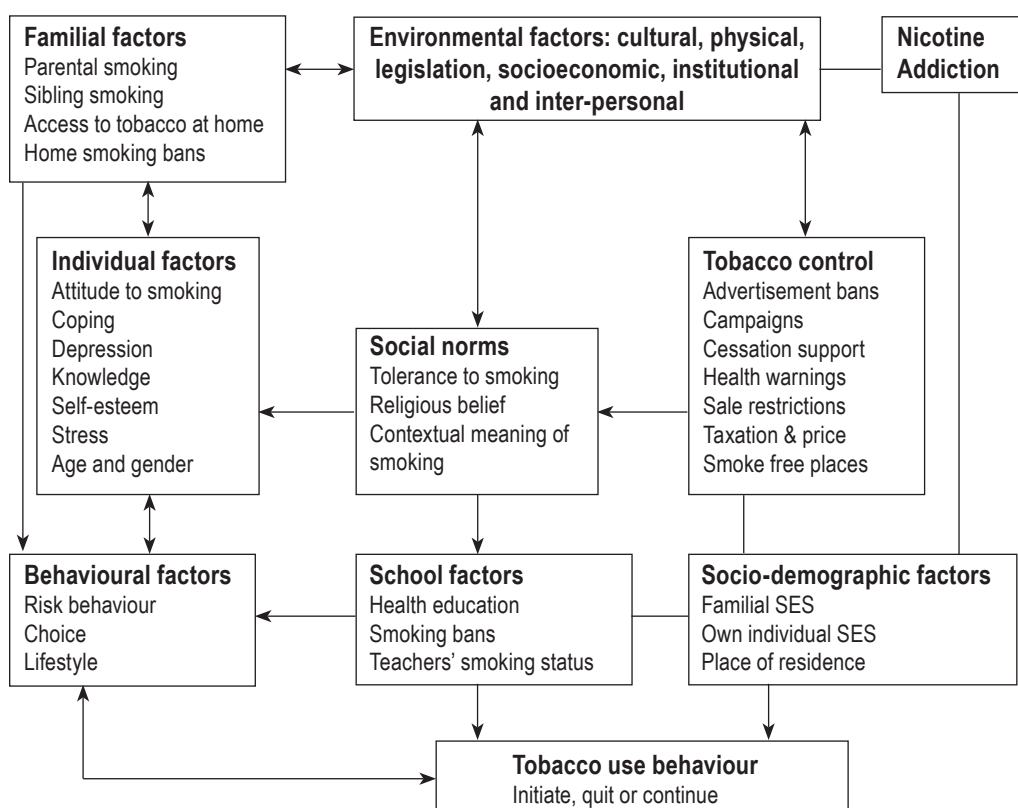 Familial factors
Parental smoking
Sibling smoking
Access to tobacco at home
Home smoking bans
Environmental factors: cultural, physical,
legislation, socioeconomic, institutional
and inter-personal
Nicotine
Addiction
Individual factors
Attitude to smoking
Coping
Depression
Knowledge
Self-esteem
Stress
Age and gender
Social norms
Tolerance to smoking
Religious belief
Contextual meaning of
smoking
Tobacco control
Advertisement bans
Campaigns
Cessation support
Health warnings
Sale restrictions
Taxation & price
Smoke free places
Behavioural factors
Risk behaviour
Choice
Lifestyle
School factors
Health education
Smoking bans
Teachers' smoking status
Socio-demographic factors
Familial SES
Own individual SES
Place of residence
Tobacco use behaviour
Initiate, quit or continue